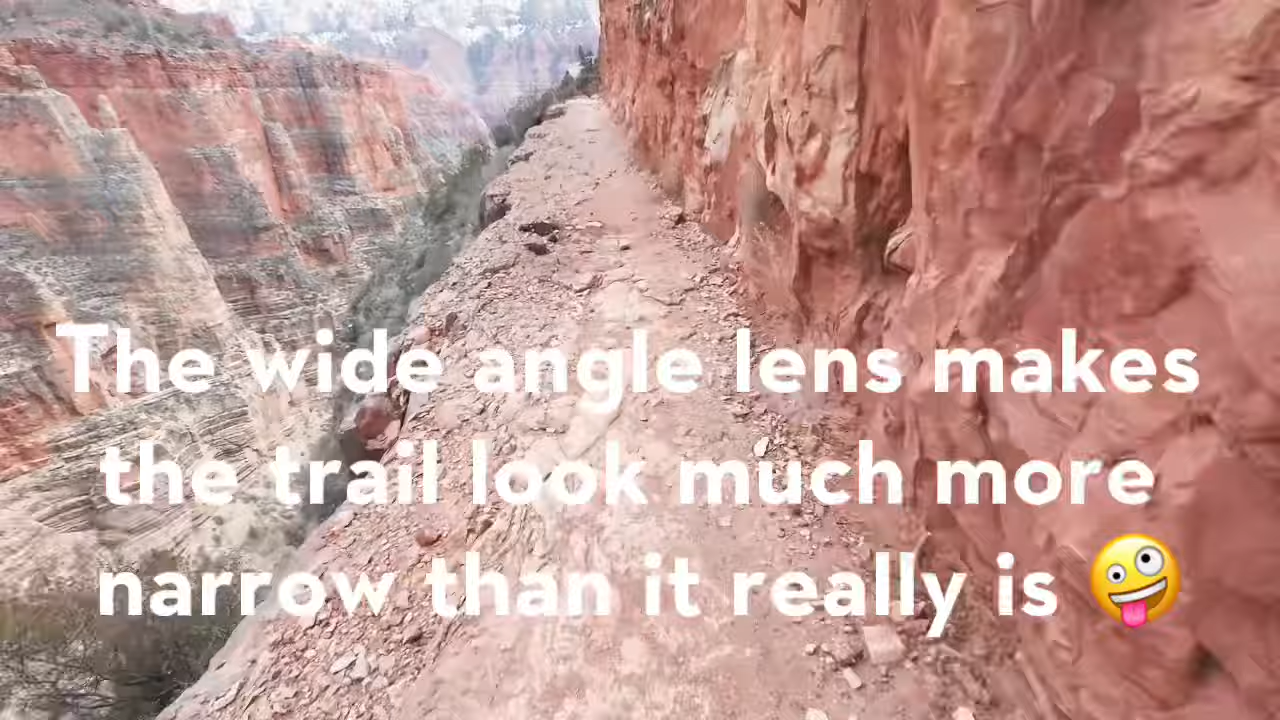 The wide angle lens makes
the trail look much more
narrow than it really is 🤪